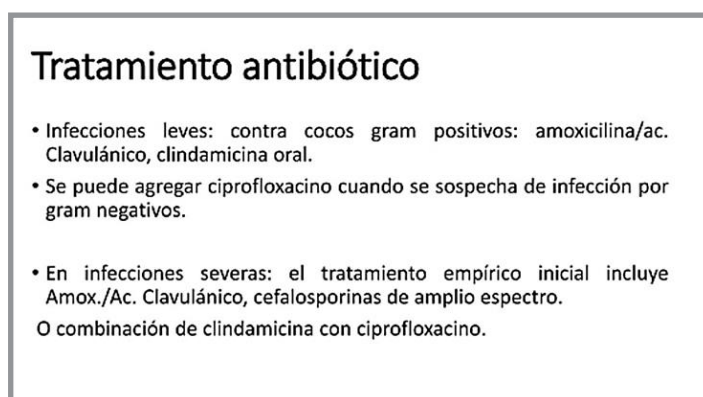 Tratamiento antibiótico
• Infecciones leves: contra cocos gram positivos: amoxicilina/ac.
Clavulánico, clindamicina oral.
• Se puede agregar ciprofloxacino cuando se sospecha de infección por
gram negativos.
• En infecciones severas: el tratamiento empírico inicial incluye
Amox./Ac. Clavulánico, cefalosporinas de amplio espectro.
O combinación de clindamicina con ciprofloxacino.